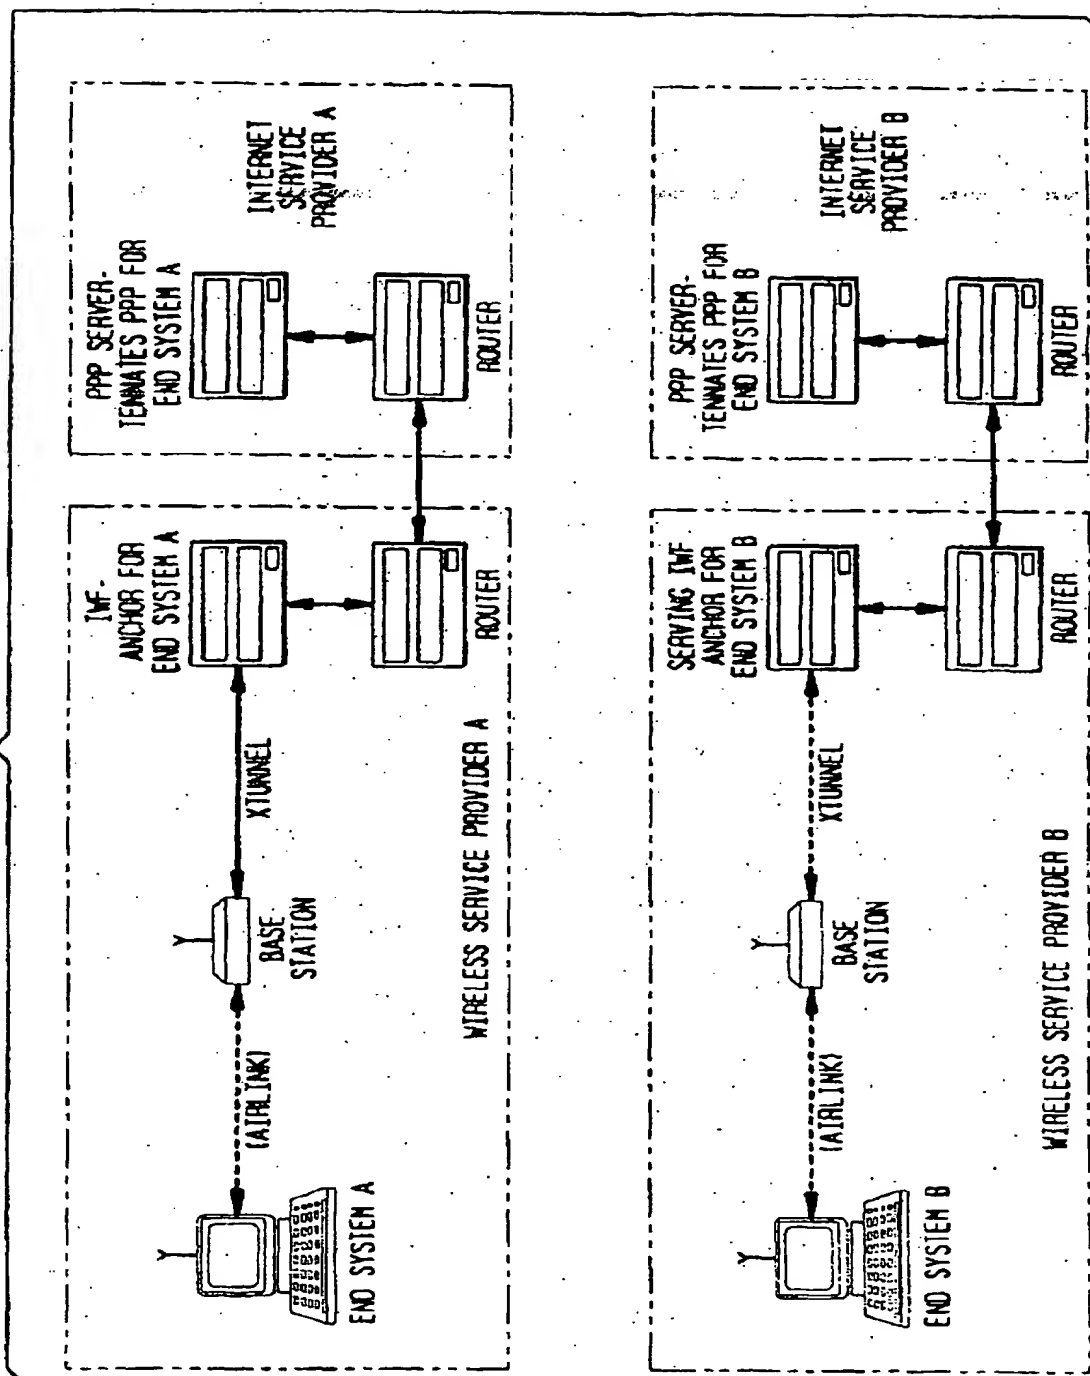 INTERNET
SERVICE
PROVIDER A
PPP SERVER-
TENNATES PPP FOR
END SYSTEM A
ROUTER
IWF-
ANCHOR FOR
END SYSTEM A
ROUTER
XTUNNEL
BASE
STATION
(AIRLINK)
END SYSTEM A
WIRELESS SERVICE PROVIDER A
INTERNET
SERVICE
PROVIDER B
PPP SERVER-
TENNATES PPP FOR
END SYSTEM B
ROUTER
SERVING IWF
ANCHOR FOR
END SYSTEM B
ROUTER
XTUNNEL
BASE
STATION
(AIRLINK)
END SYSTEM B
WIRELESS SERVICE PROVIDER B